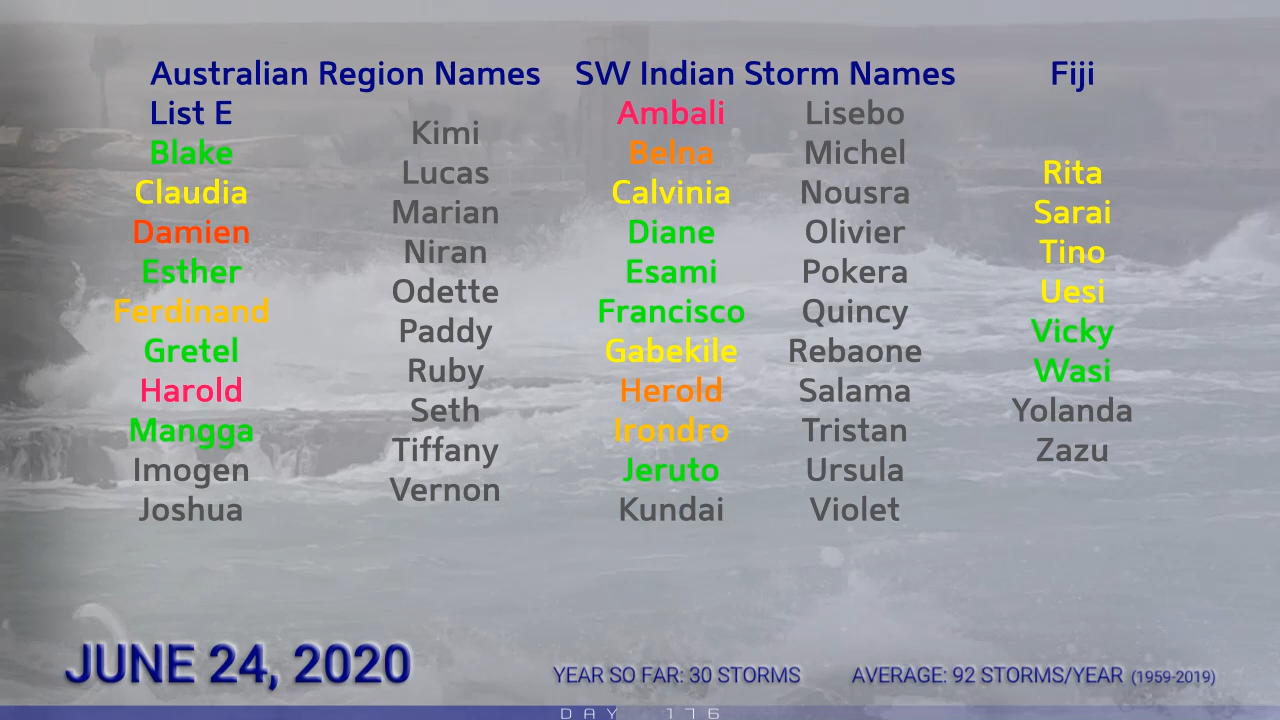 Australian Region Names
List E
Blake
Claudia
Damien
Esther
Ferdinand
Gretel
Harold
Mangga
Imogen
Joshua
Kimi
Lucas
Marian
Niran
Odette
Paddy
Ruby
Seth
Tiffany
Vernon
SW Indian Storm Names
Ambali
Belna
Calvinia
Diane
Esami
Francisco
Gabekile
Herold
Irondro
Jeruto
Kundai
Lisebo
Michel
Nousra
Olivier
Pokera
Quincy
Rebaone
Salama
Tristan
Ursula
Violet
Fiji
Rita
Sarai
Tino
Uesi
Vicky
Wasi
Yolanda
Zazu
JUNE 24, 2020
YEAR SO FAR: 30 STORMS
AVERAGE: 92 STORMS/YEAR (1959-2019)
DAY 176